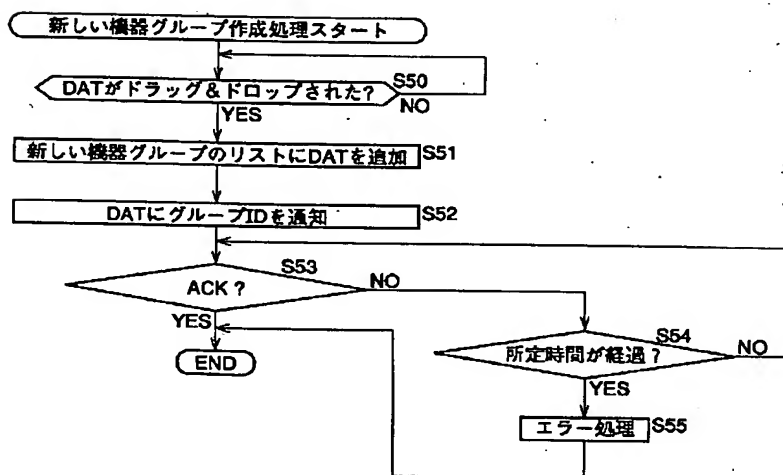 新しい機器グループ作成処理スタート
DATがドラッグ&ドロップされた?
S50
NO
YES
新しい機器グループのリストにDATを追加
S51
DATにグループIDを通知
S52
S53
ACK?
NO
YES
END
S54
所定時間が経過?
NO
YES
エラー処理
S55